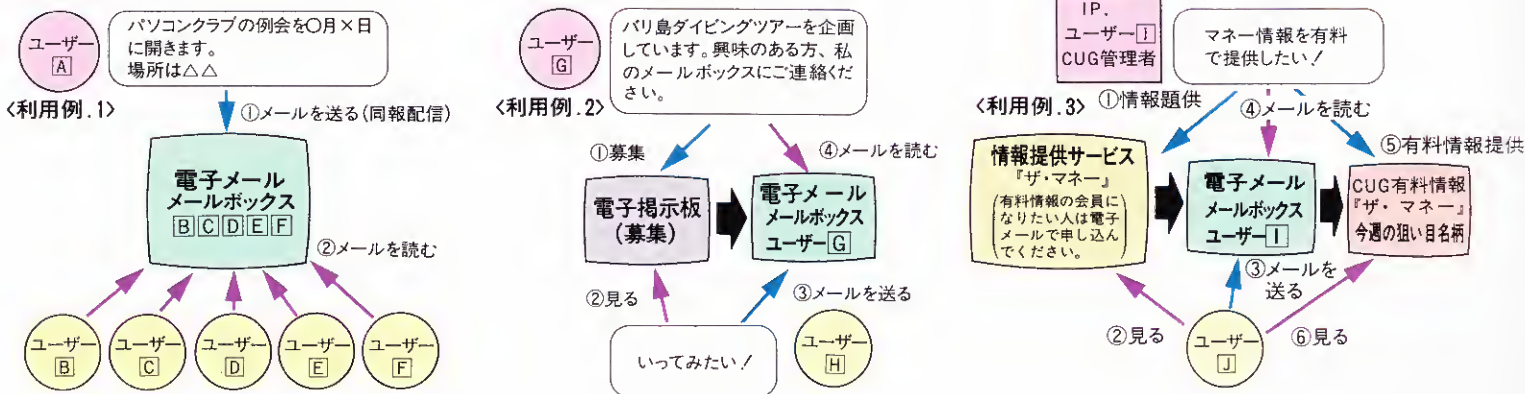 ユーザー
A
パソコンクラブの例会を〇月×日
に開きます。
場所は△△
〈利用例.1〉
①メールを送る(同報配信)
電子メール
メールボックス
BCDEF
②メールを読む
ユーザー
B
ユーザー
C
ユーザー
D
ユーザー
E
ユーザー
F
ユーザー
G
バリ島ダイビングツアーを企画
しています。興味のある方、私
のメールボックスにご連絡くだ
さい。
〈利用例.2〉
①募集
④メールを読む
電子掲示板
(募集)
電子メール
メールボックス
ユーザーG
②見る
③メールを送る
いってみたい!
ユーザー
H
IP.
ユーザーI
CUG管理者
マネー情報を有料
で提供したい!
〈利用例.3〉
①情報題供
④メールを読む
⑤有料情報提供
情報提供サービス
『ザ・マネー』
(有料情報の会員に
なりたい人は電子
メールで申し込ん
でください。)
電子メール
メールボックス
ユーザーI
CUG有料情報
『ザ・マネー』
今週の狙い目名柄
③メールを
送る
②見る
ユーザー
J
⑥見る